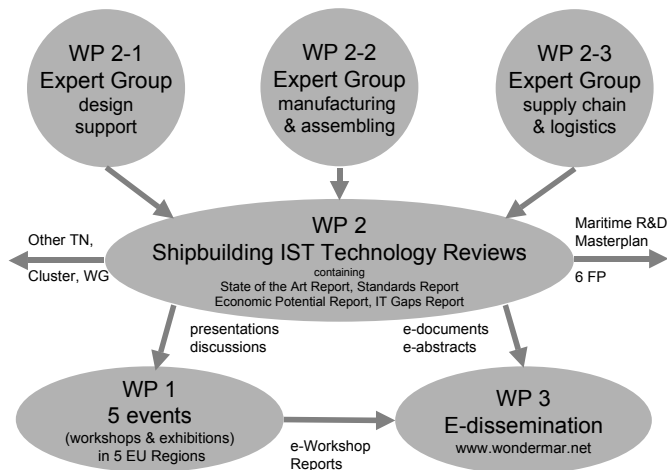 WP 2-1
Expert Group
design
support
WP 2-2
Expert Group
manufacturing
& assembling
WP 2-3
Expert Group
supply chain
& logistics
WP 2
Shipbuilding IST Technology Reviews
containing
State of the Art Report, Standards Report
Economic Potential Report, IT Gaps Report
Other TN,
Cluster, WG
Maritime R&D
Masterplan
6 FP
presentations
discussions
e-documents
e-abstracts
WP 1
5 events
(workshops & exhibitions)
in 5 EU Regions
e-Workshop
Reports
WP 3
E-dissemination
www.wondermar.net